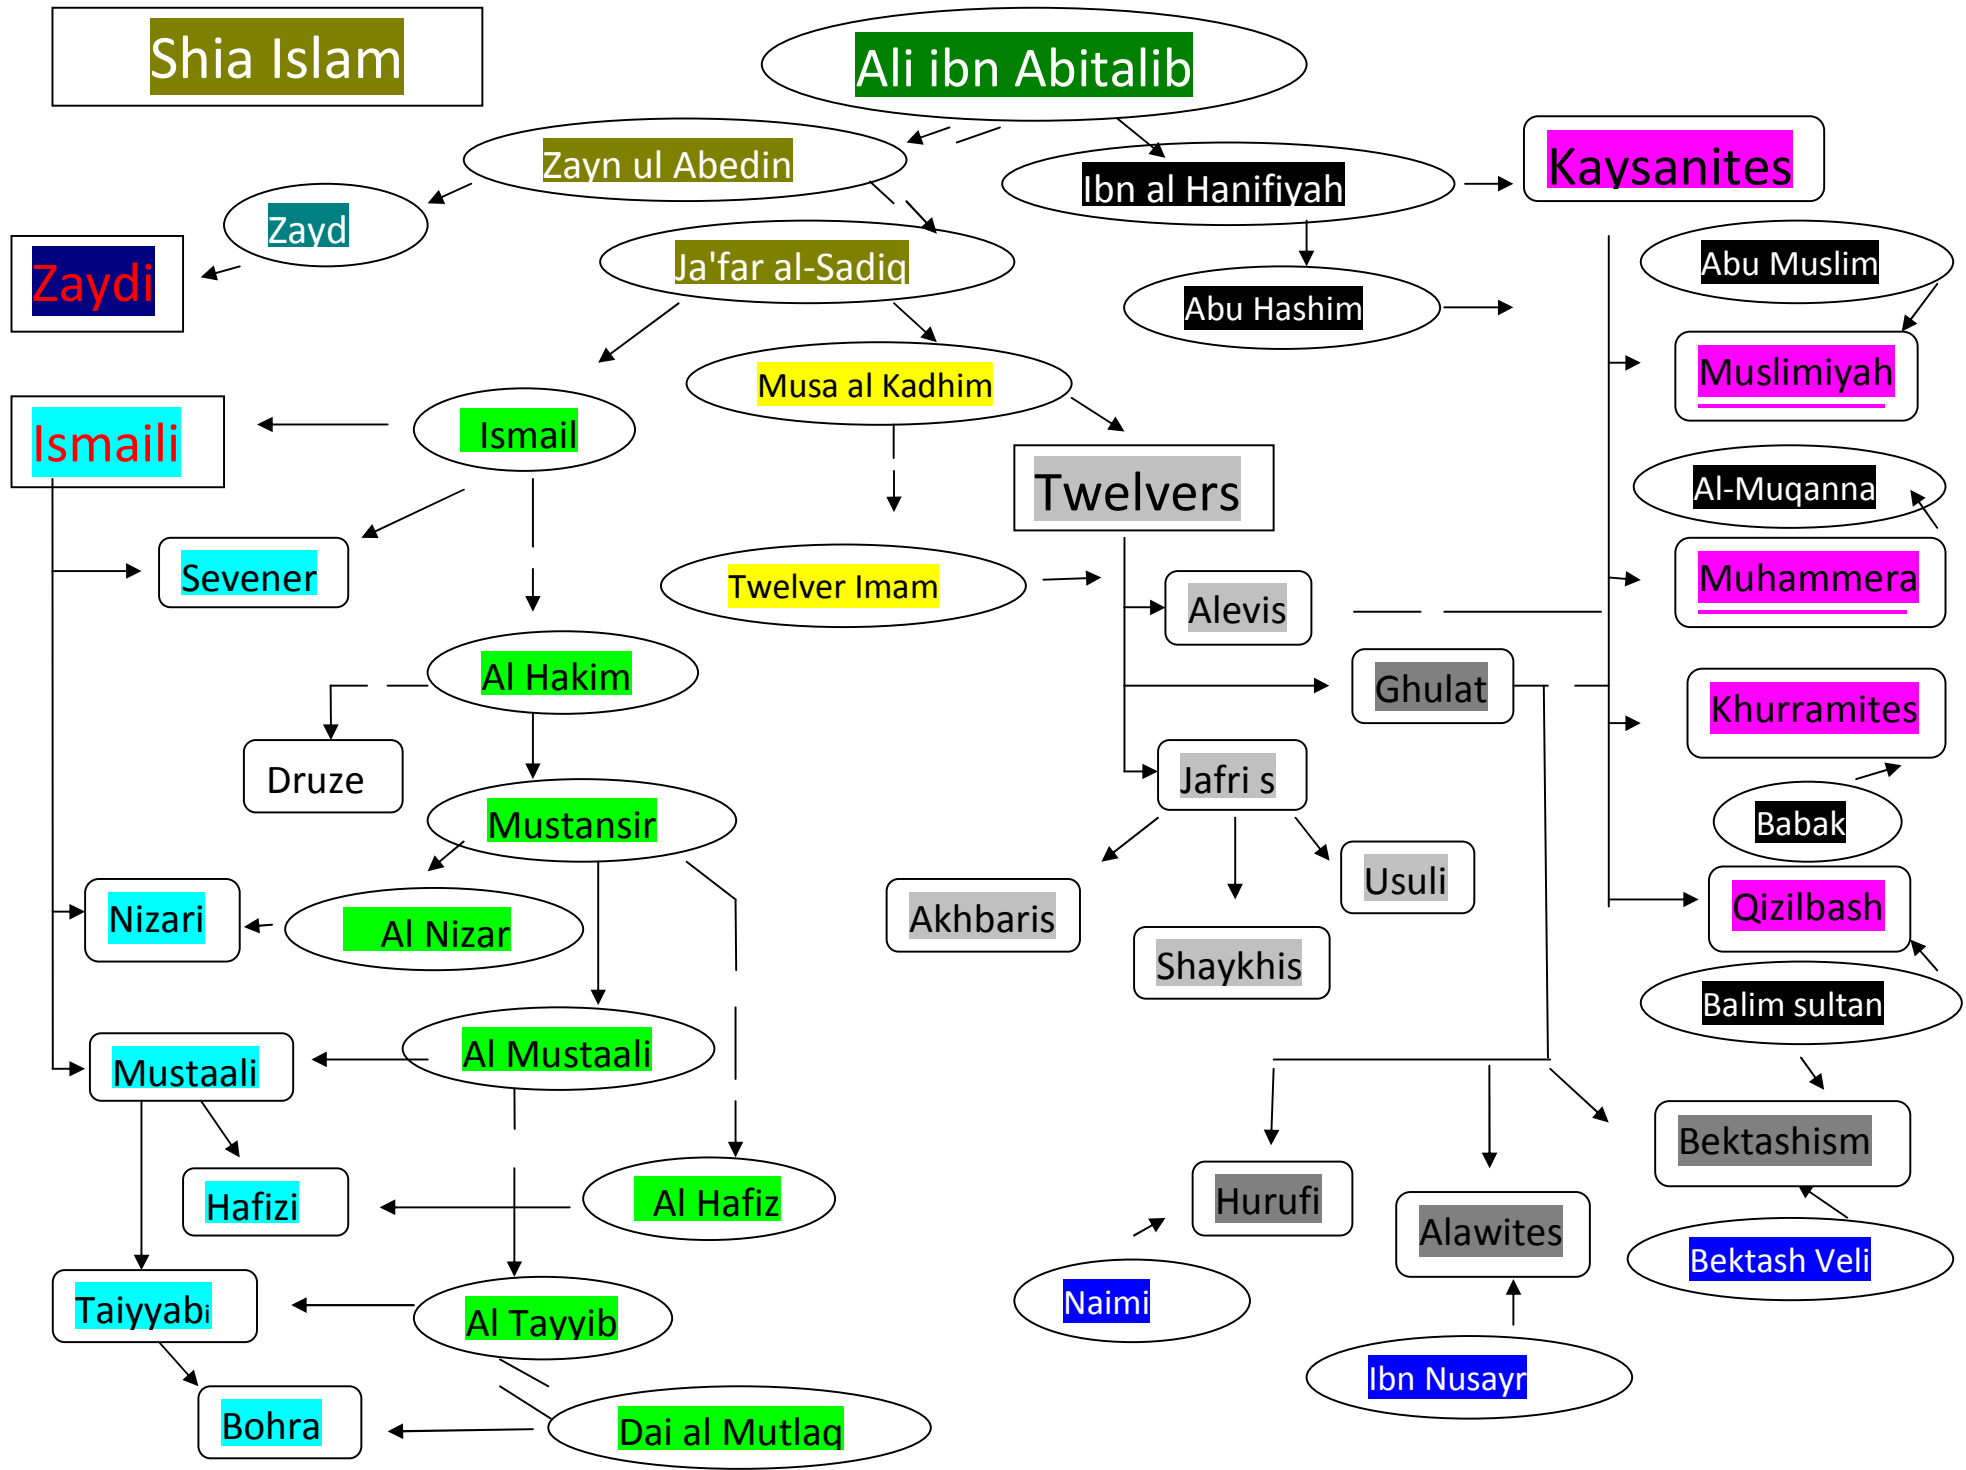 Shia Islam
Ali ibn Abitalib
Zayn ul Abedin
Ibn al Hanifiyah
Kaysanites
Zayd
Zaydi
Ja'far al-Sadiq
Abu Hashim
Abu Muslim
Muslimiyah
Musa al Kadhim
Ismaili
Ismail
Twelvers
Al-Muqanna
Sevener
Twelver Imam
Alevis
Muhammera
Al Hakim
Ghulat
Khurramites
Druze
Jafri s
Mustansir
Babak
Nizari
Al Nizar
Akhbaris
Usuli
Qizilbash
Shaykhis
Balim sultan
Mustaali
Al Mustaali
Bektashism
Hafizi
Al Hafiz
Hurufi
Alawites
Bektash Veli
Taiyyabi
Al Tayyib
Naimi
Ibn Nusayr
Bohra
Dai al Mutlaq